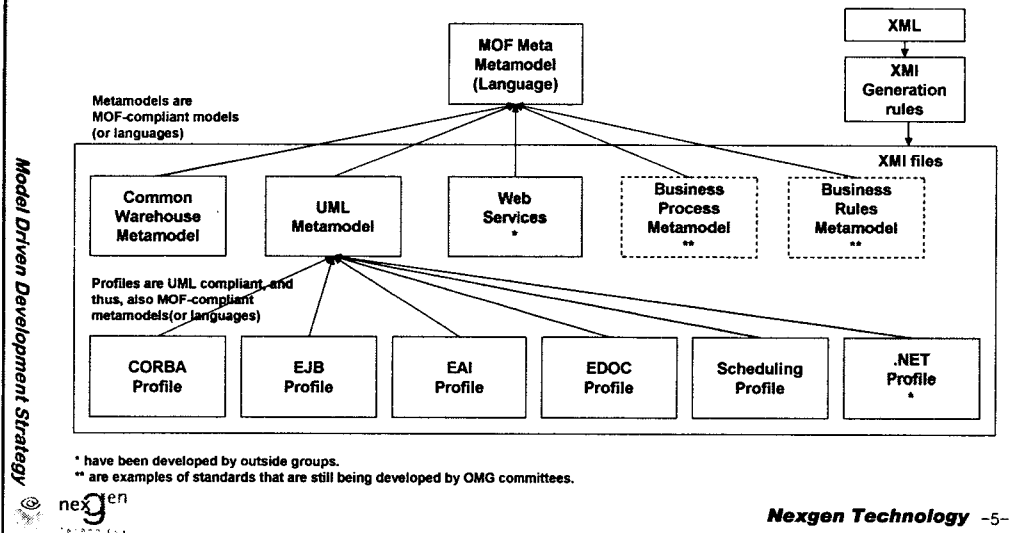 MOF Meta
Metamodel
(Language)
XML
XMI
Generation
rules
Metamodels are
MOF-compliant models
(or languages)
XMI files
Common
Warehouse
Metamodel
UML
Metamodel
Web
Services
*
Business
Process
Metamodel
**
Business
Rules
Metamodel
**
Profiles are UML compliant, and
thus, also MOF-compliant
metamodels(or languages)
CORBA
Profile
EJB
Profile
EAI
Profile
EDOC
Profile
Scheduling
Profile
.NET
Profile
*
* have been developed by outside groups.
** are examples of standards that are still being developed by OMG committees.
Model Driven Development Strategy
nexgen
Nexgen Technology -5-